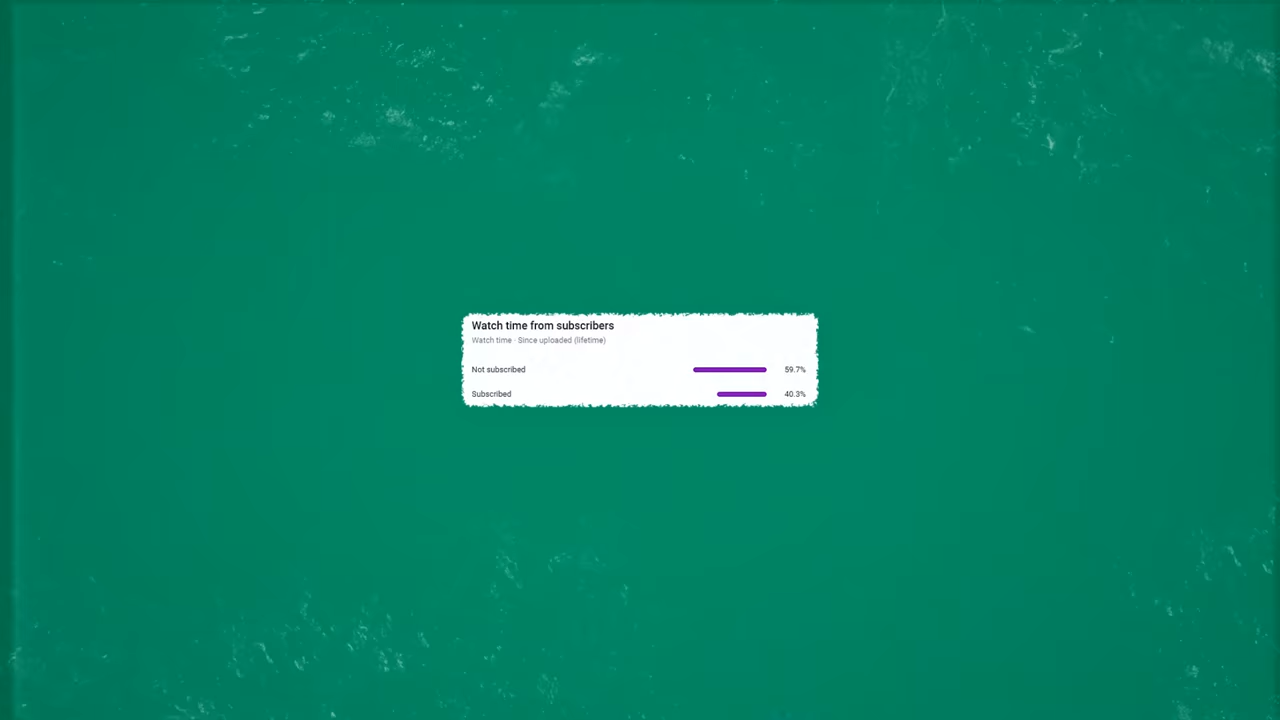 Watch time from subscribers
Watch time · Since uploaded (lifetime)
Not subscribed 59.7%
Subscribed 40.3%